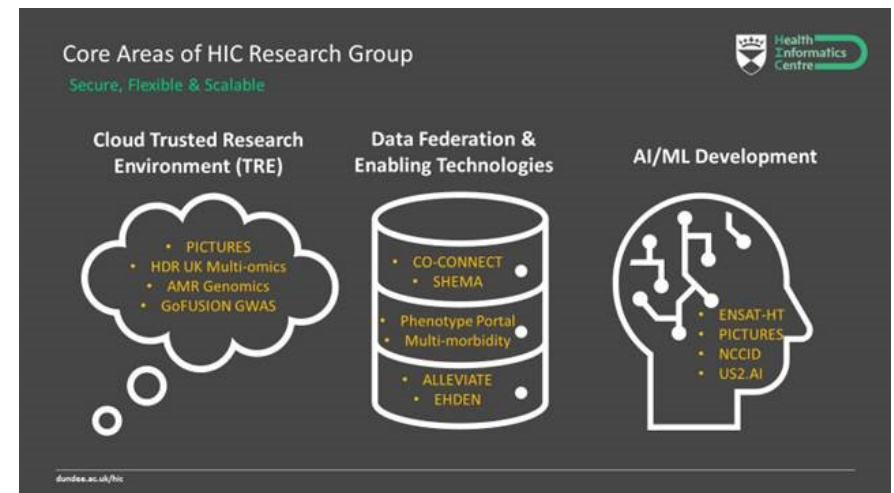 Core Areas of HIC Research Group
Secure, Flexible & Scalable
Health
Informatics
Centre
Cloud Trusted Research
Environment (TRE)
• PICTURES
• HDR UK Multi-omics
• AMR Genomics
• GoFUSION GWAS
Data Federation &
Enabling Technologies
• CO-CONNECT
• SHEMA
• Phenotype Portal
• Multi-morbidity
• ALLEVIATE
• EHDEN
AI/ML Development
• ENSAT-HT
• PICTURES
• NCCID
• US2.AI
dundee.ac.uk/hic